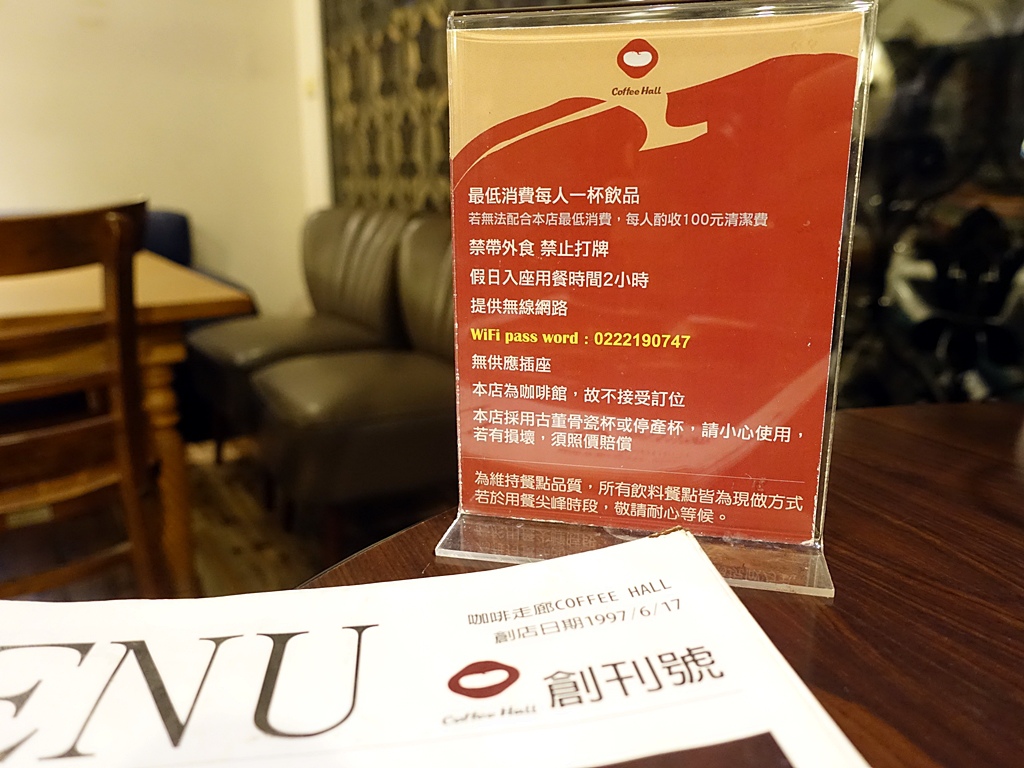 Coffee Hall
最低消費每人一杯飲品
若無法配合本店最低消費，每人酌收100元清潔費
禁帶外食 禁止打牌
假日入座用餐時間2小時
提供無線網路
WiFi pass word : 0222190747
無供應插座
本店為咖啡館，故不接受訂位
本店採用古董骨瓷杯或停產杯，請小心使用，
若有損壞，須照價賠償
為維持餐點品質，所有飲料餐點皆為現做方式
若於用餐尖峰時段，敬請耐心等候。
咖啡走廊COFFEE HALL
創店日期1997/6/17
ENU
Coffee Hall
創刊號